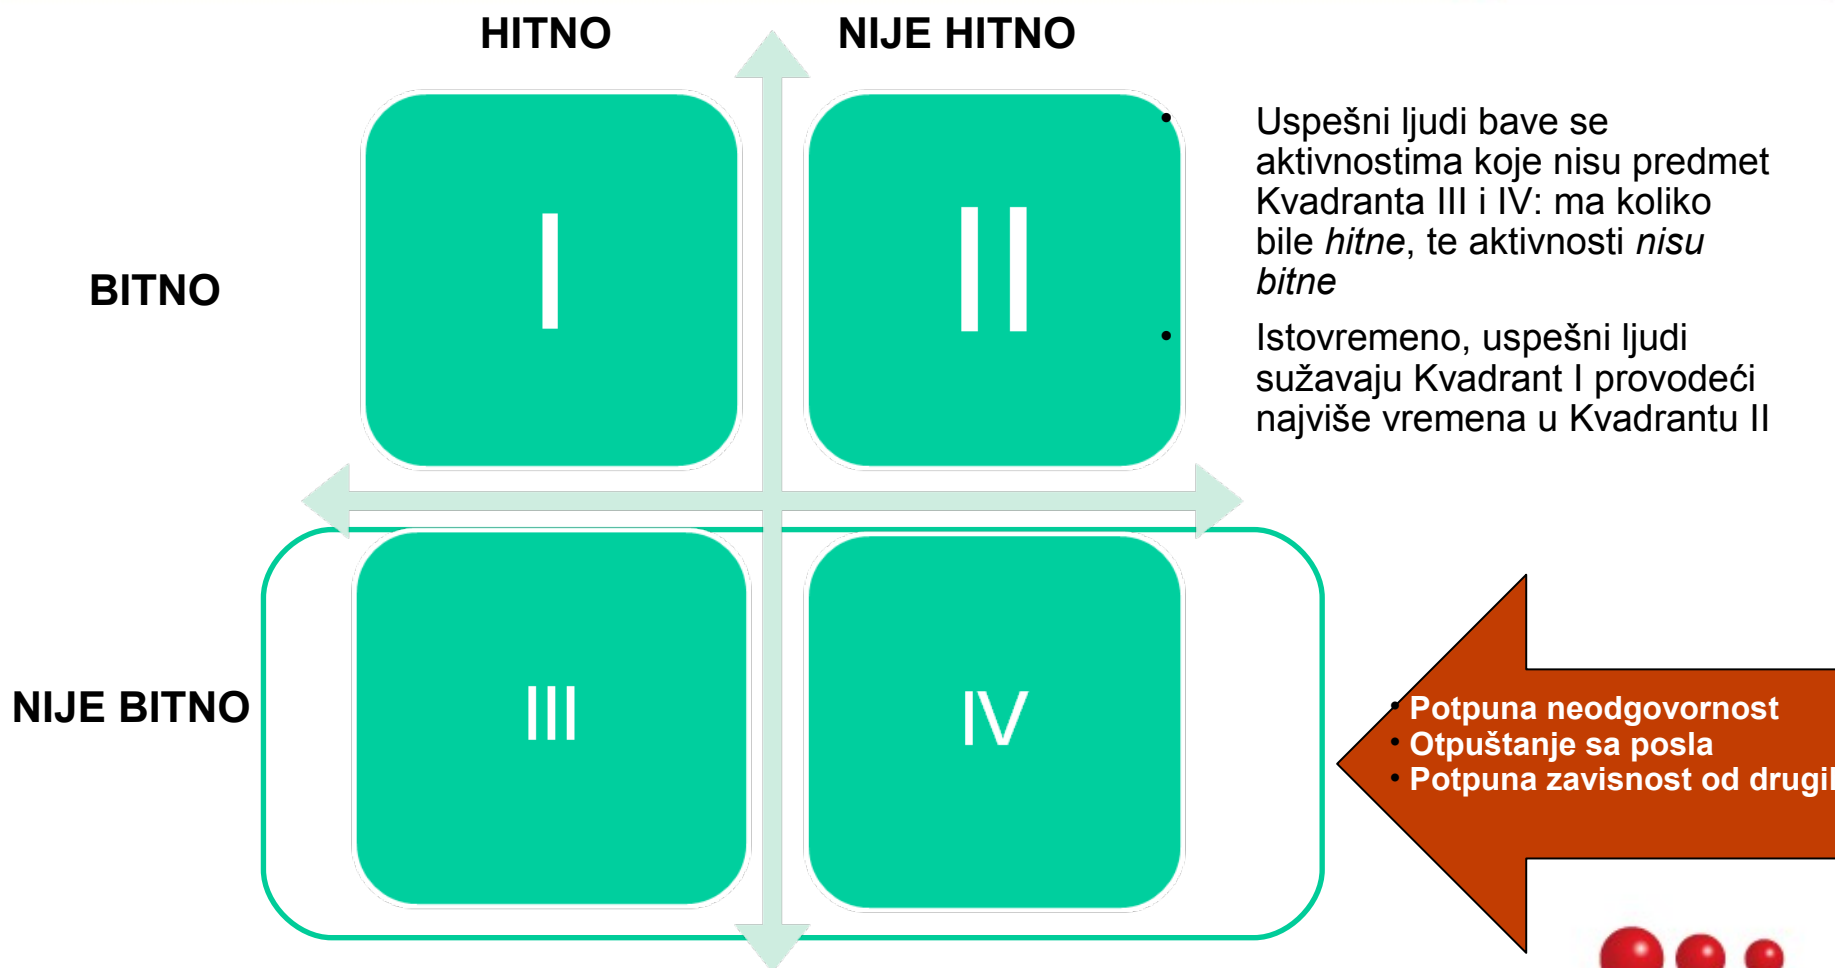 HITNO
NIJE HITNO
BITNO
I
II
• Uspešni ljudi bave se
aktivnostima koje nisu predmet
Kvadranta III i IV: ma koliko
bile hitne, te aktivnosti nisu
bitne
• Istovremeno, uspešni ljudi
sužavaju Kvadrant I provodeći
najviše vremena u Kvadrantu II
NIJE BITNO
III
IV
• Potpuna neodgovornost
• Otpuštanje sa posla
• Potpuna zavisnost od